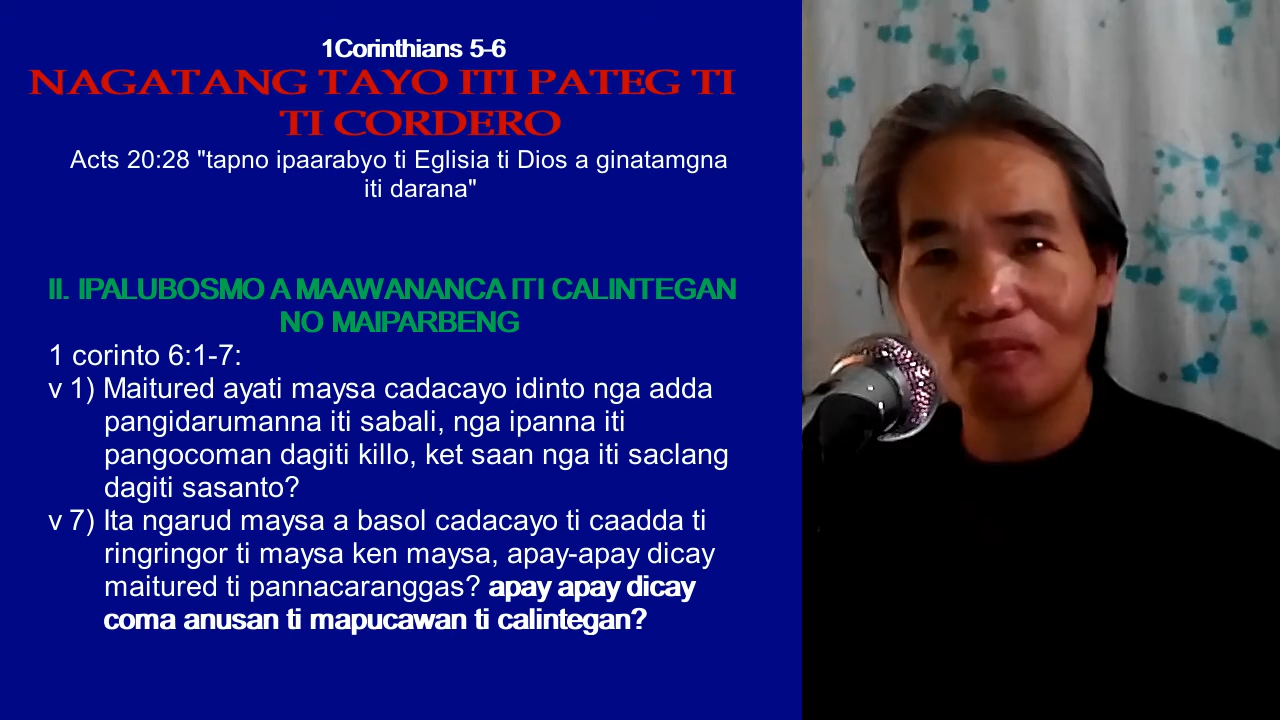 1Corinthians 5-6
NAGATANG TAYO ITI PATEG TI
TI CORDERO
Acts 20:28 "tapno ipaarabyo ti Eglisia ti Dios a ginatamgna
iti darana"
II. IPALUBOSMO A MAAWANANCA ITI CALINTEGAN
NO MAIPARBENG
1 corinto 6:1-7:
v 1) Maitured ayati maysa cadacayo idinto nga adda
pangidarumanna iti sabali, nga ipanna iti
pangocoman dagiti killo, ket saan nga iti saclang
dagiti sasanto?
v 7) Ita ngarud maysa a basol cadacayo ti caadda ti
ringringor ti maysa ken maysa, apay-apay dicay
maitured ti pannacaranggas? apay apay dicay
coma anusan ti mapucawan ti calintegan?